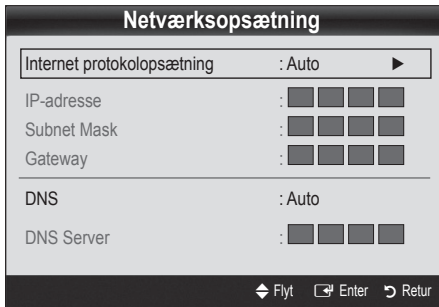 Netværksopsætning
Internet protokolopsætning : Auto ►
IP-adresse :
Subnet Mask :
Gateway :
DNS : Auto
DNS Server :
Flyt Enter Retur